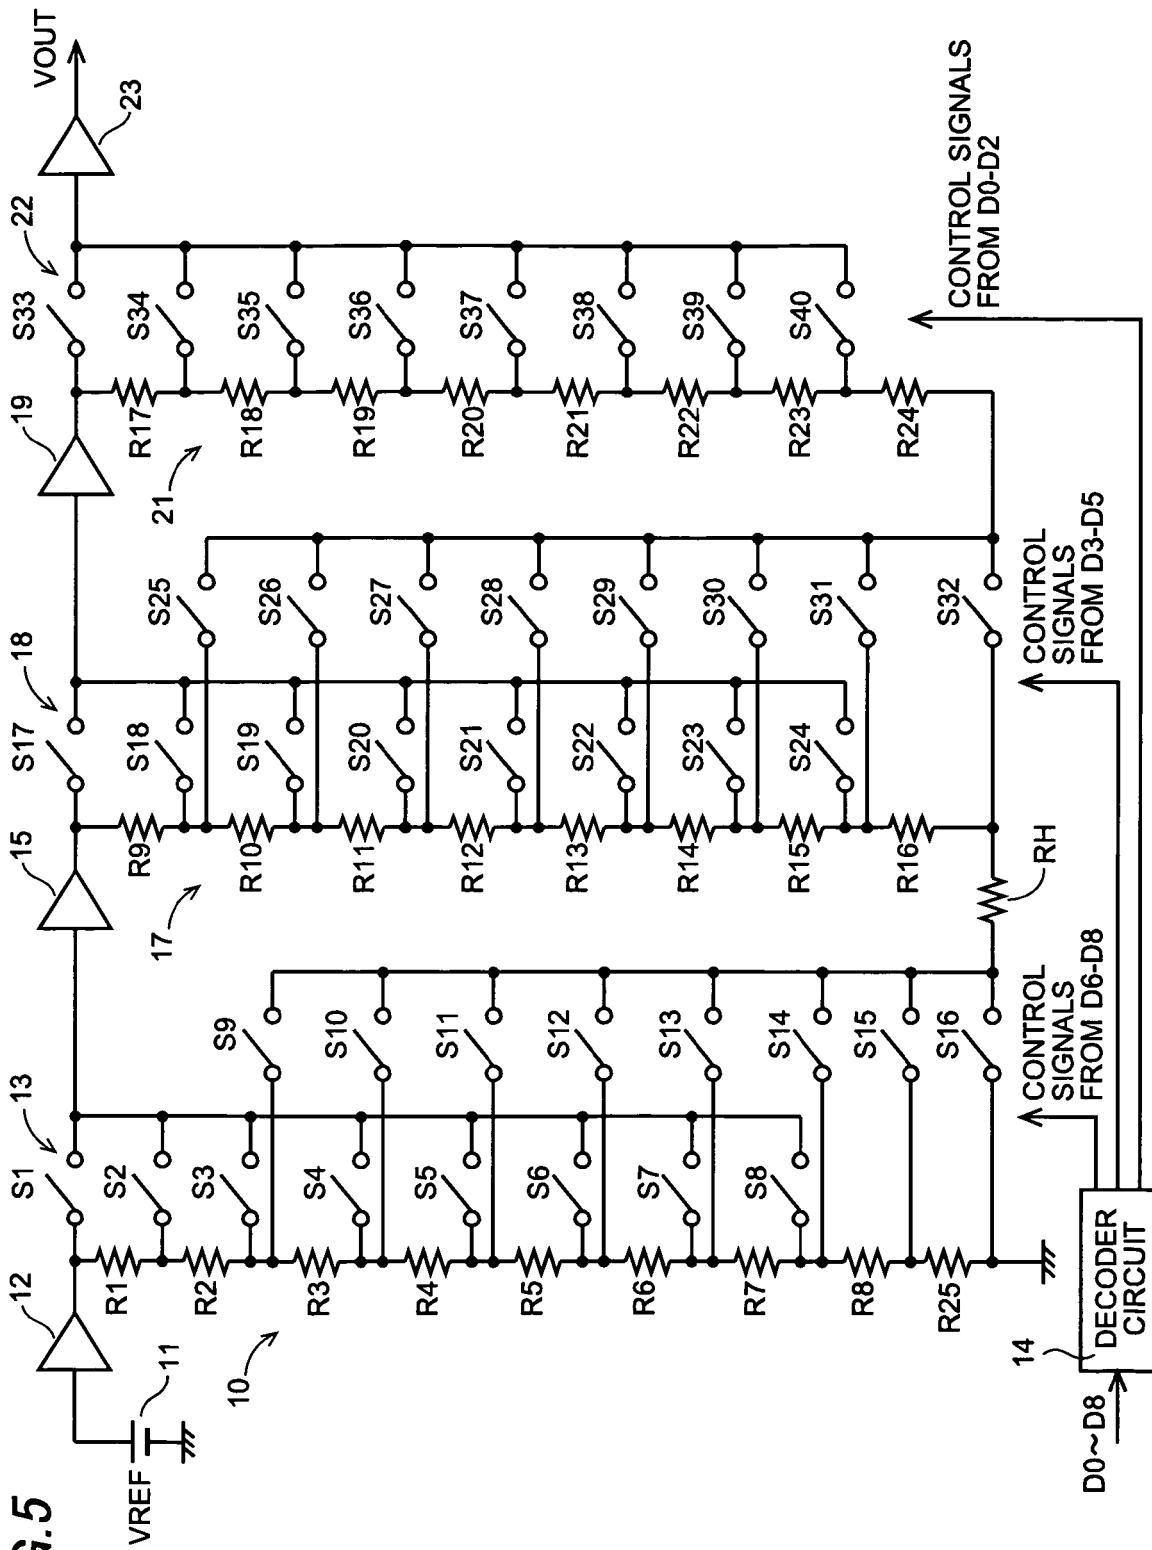 G.5
VREF
11
12
10
R1
R2
R3
R4
R5
R6
R7
R8
R25
S1
13
S2
S3
S4
S5
S6
S7
S8
S9
S10
S11
S12
S13
S14
S15
S16
RH
15
17
R9
R10
R11
R12
R13
R14
R15
R16
S17
18
S18
S19
S20
S21
S22
S23
S24
S25
S26
S27
S28
S29
S30
S31
S32
19
21
R17
R18
R19
R20
R21
R22
R23
R24
S33
22
S34
S35
S36
S37
S38
S39
S40
23
VOUT
D0~D8
14
DECODER
CIRCUIT
CONTROL
SIGNALS
FROM D6-D8
CONTROL
SIGNALS
FROM D3-D5
CONTROL SIGNALS
FROM D0-D2